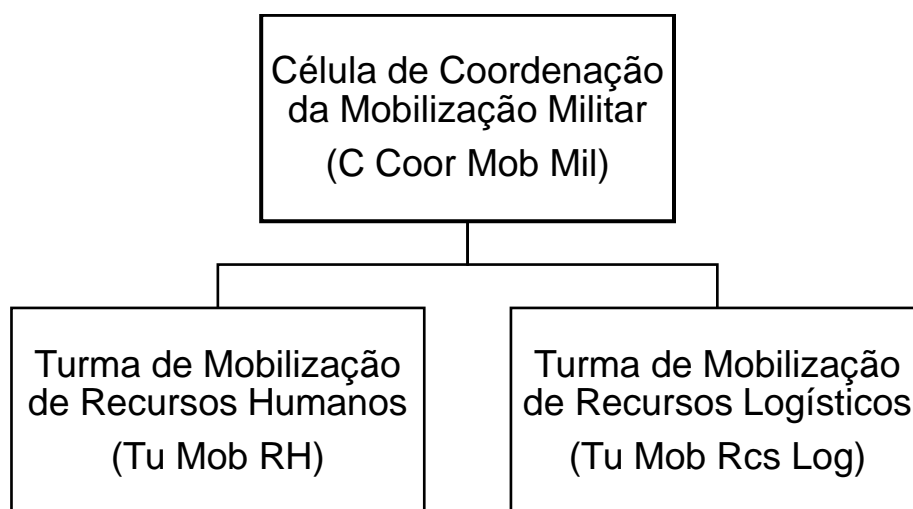 Célula de Coordenação
da Mobilização Militar
(C Coor Mob Mil)
Turma de Mobilização
de Recursos Humanos
(Tu Mob RH)
Turma de Mobilização
de Recursos Logísticos
(Tu Mob Rcs Log)